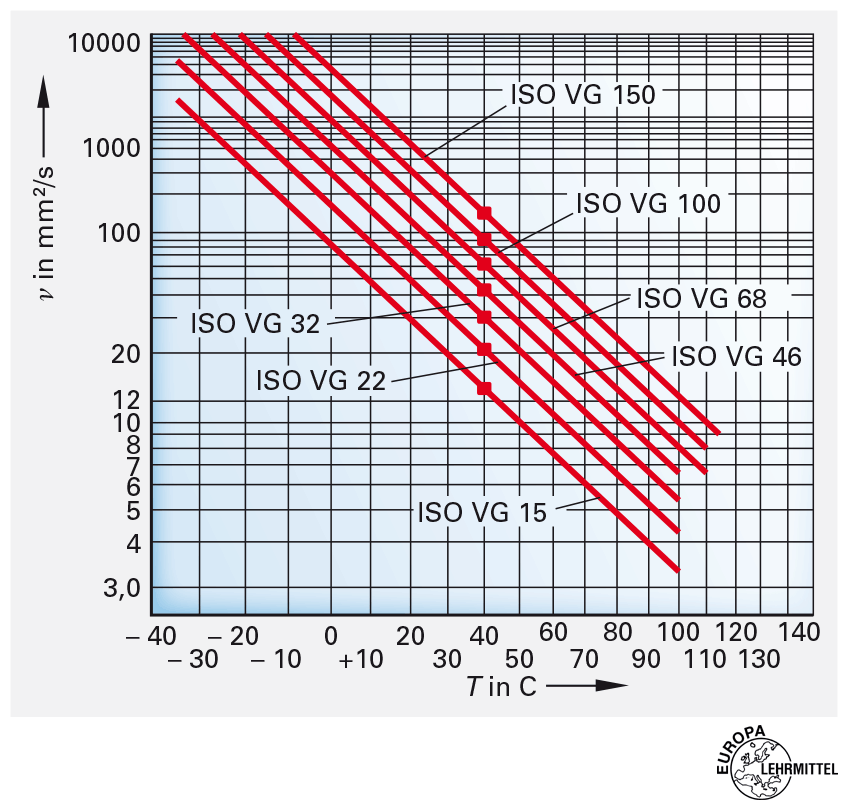 10000
1000
100
20
12
10
8
7
6
5
4
3,0
ν in mm²/s
ISO VG 150
ISO VG 100
ISO VG 68
ISO VG 32
ISO VG 46
ISO VG 22
ISO VG 15
– 40 – 20 0 20 40 60 80 100 120 140
– 30 – 10 +10 30 50 70 90 110 130
T in C
EUROPA
LEHRMITTEL